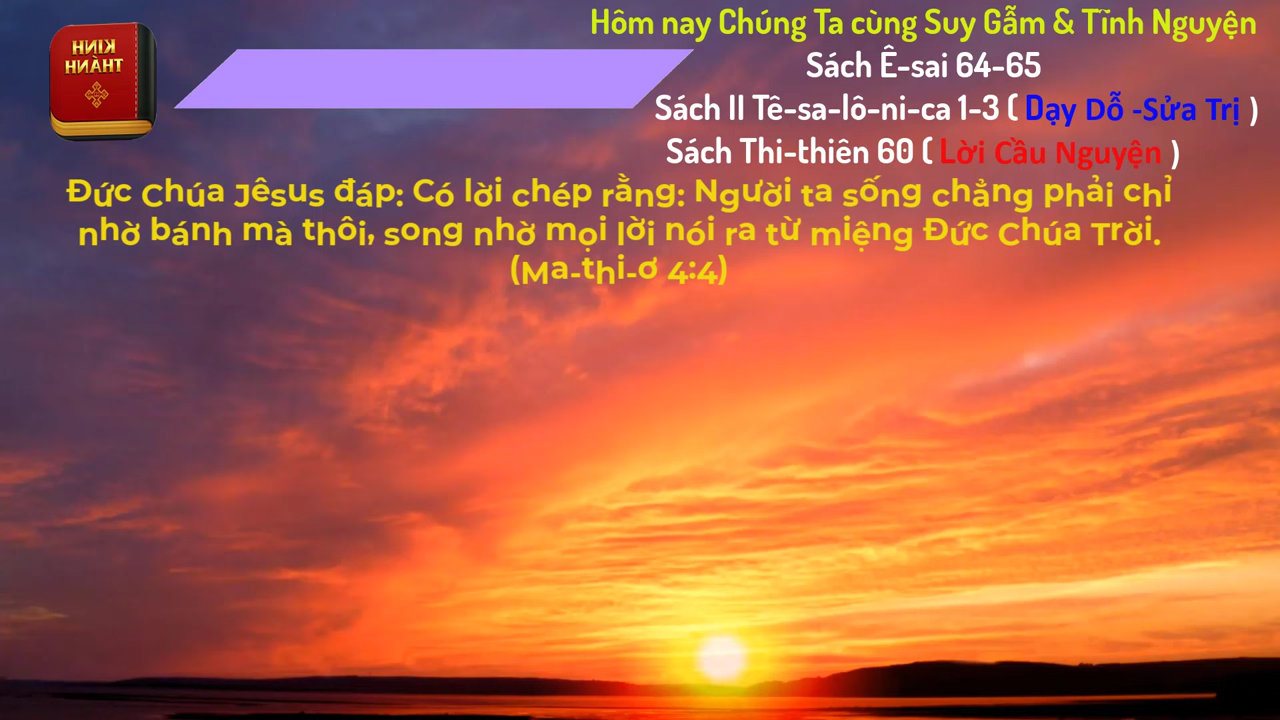 KINH
THÀNH
Hôm nay Chúng Ta cùng Suy Gẫm & Tĩnh Nguyện
Sách Ê-sai 64-65
Sách II Tê-sa-lô-ni-ca 1-3 ( Dạy Dỗ -Sửa Trị )
Sách Thi-thiên 60 ( Lời Cầu Nguyện )
Đức Chúa Jêsus đáp: Có lời chép rằng: Người ta sống chẳng phải chỉ
nhờ bánh mà thôi, song nhờ mọi lời nói ra từ miệng Đức Chúa Trời.
(Ma-thi-ơ 4:4)